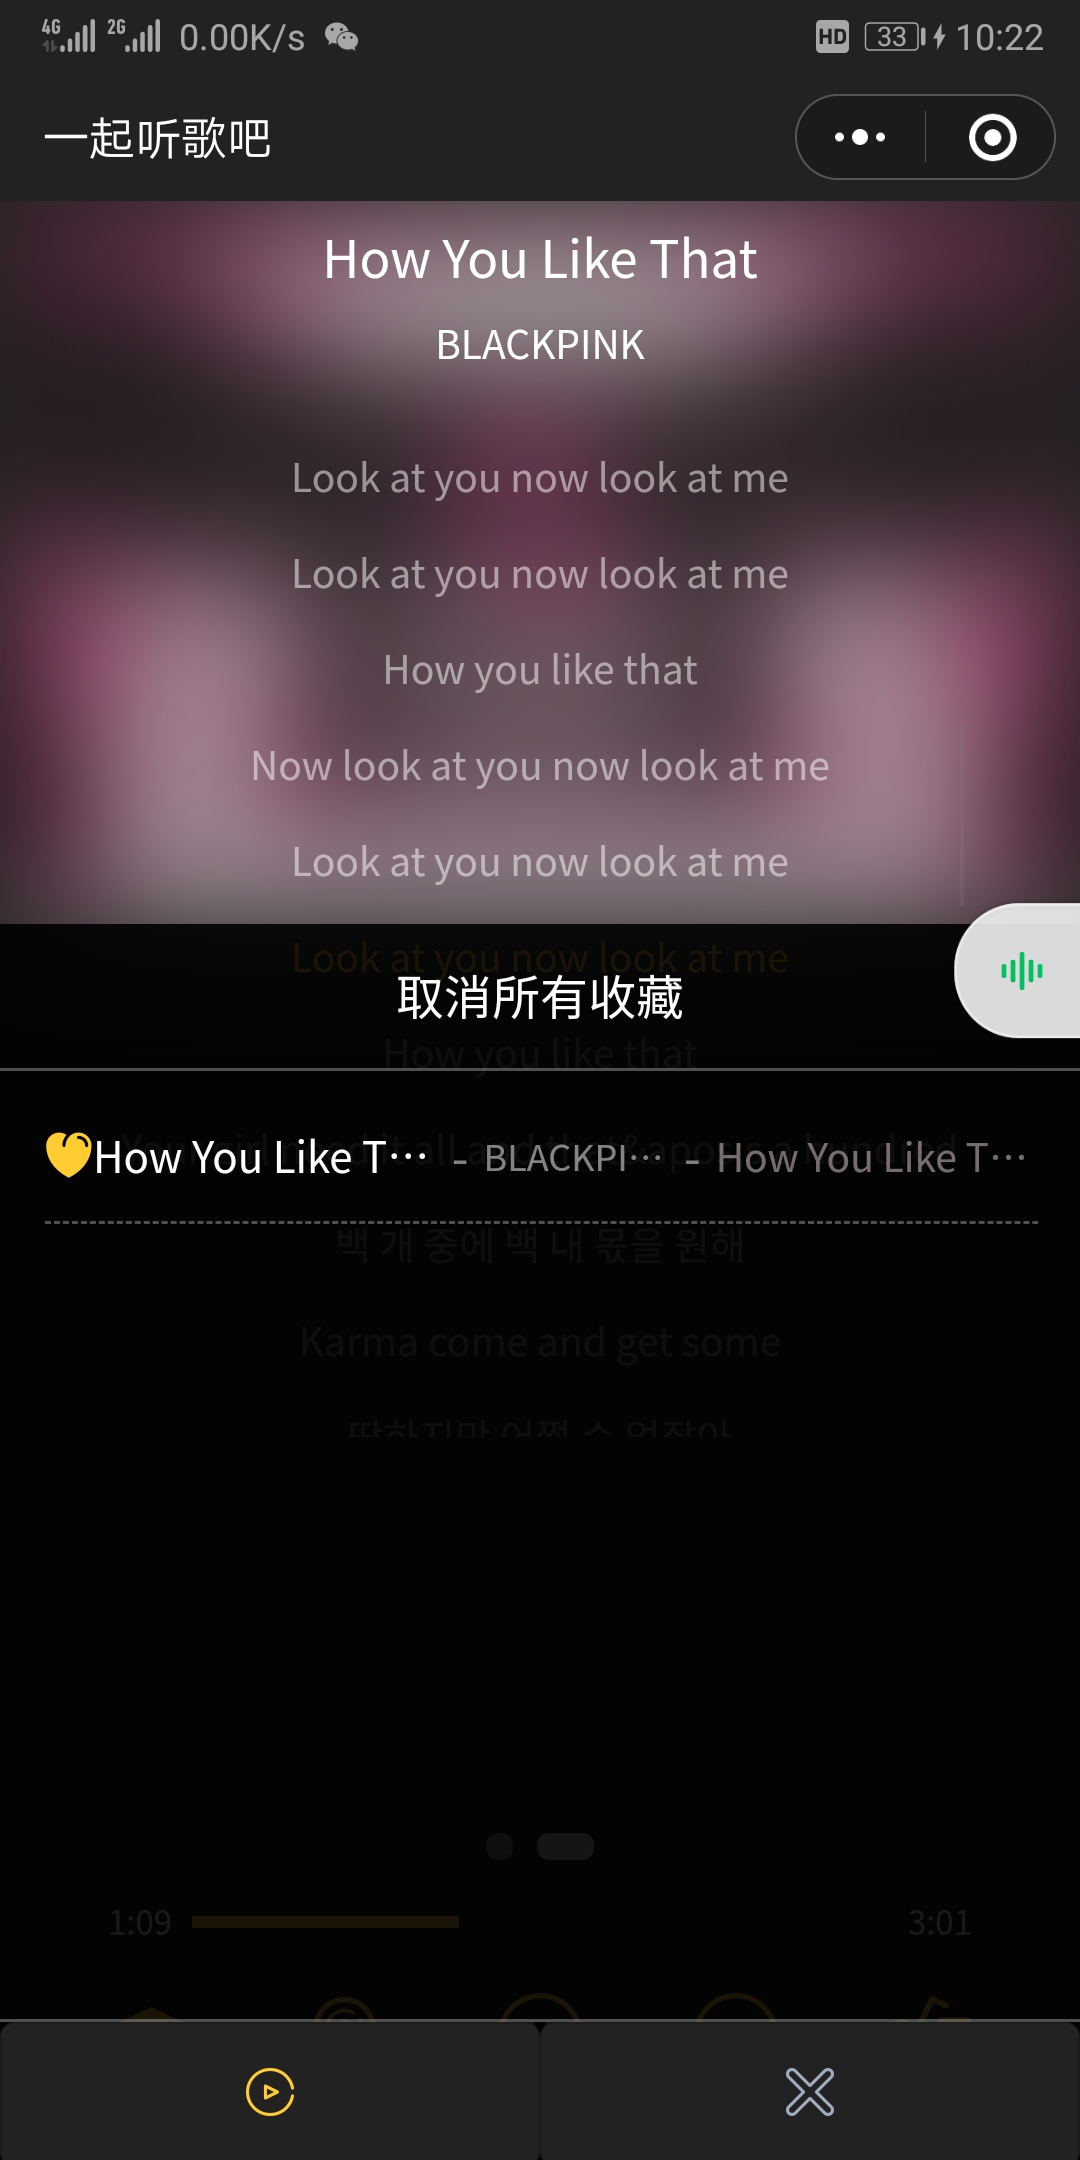 4G 2G 0.00K/s HD 33 10:22
一起听歌吧
How You Like That
BLACKPINK
Look at you now look at me
Look at you now look at me
How you like that
Now look at you now look at me
Look at you now look at me
Look at you now look at me
取消所有收藏
How you like that
How You Like T··· - BLACKPI··· - How You Like T···
백 개 중에 백 내 몫을 원해
Karma come and get some
1:09 3:01